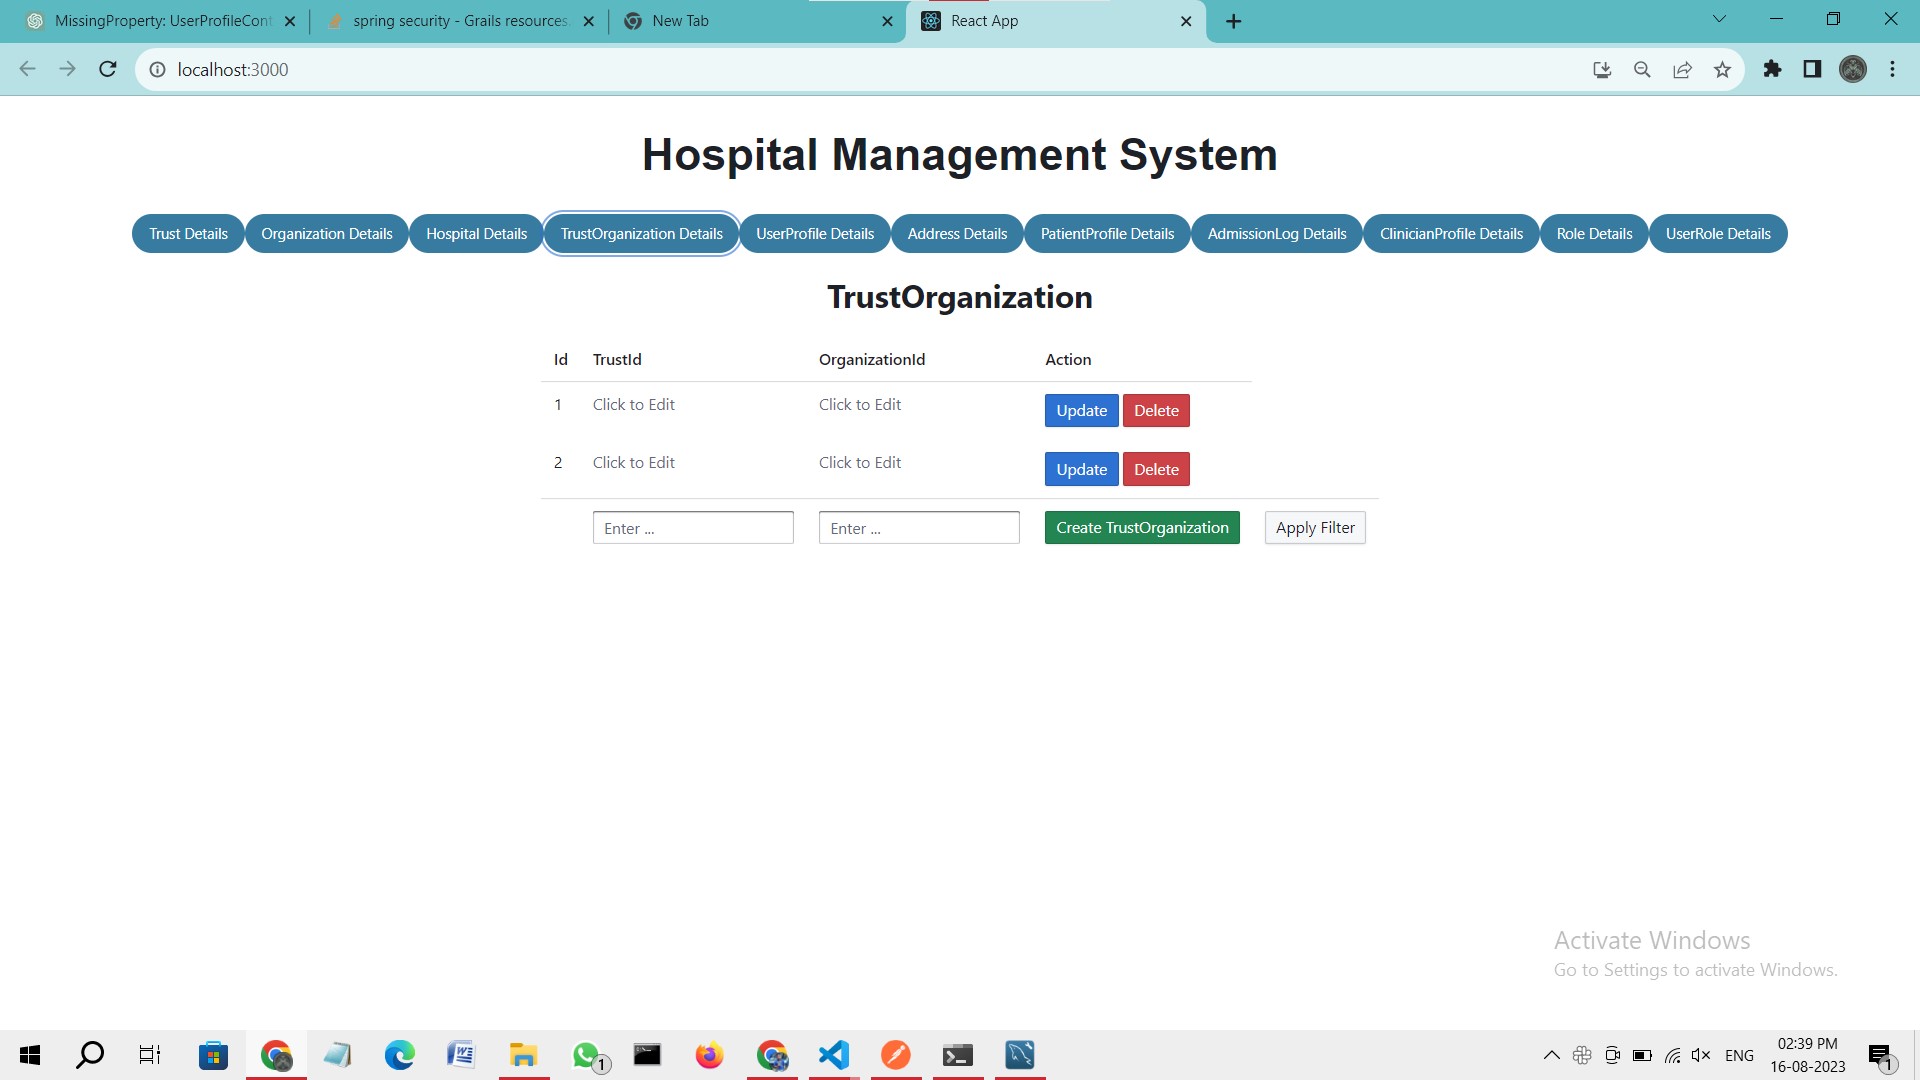 MissingProperty: UserProfileCont
spring security - Grails resources.
New Tab
React App
localhost:3000
Hospital Management System
Trust Details Organization Details Hospital Details TrustOrganization Details UserProfile Details Address Details PatientProfile Details AdmissionLog Details ClinicianProfile Details Role Details UserRole Details
TrustOrganization
Id TrustId OrganizationId Action
1 Click to Edit Click to Edit Update Delete
2 Click to Edit Click to Edit Update Delete
Enter ... Enter ... Create TrustOrganization Apply Filter
Activate Windows
Go to Settings to activate Windows.
1
ENG
02:39 PM
16-08-2023
1